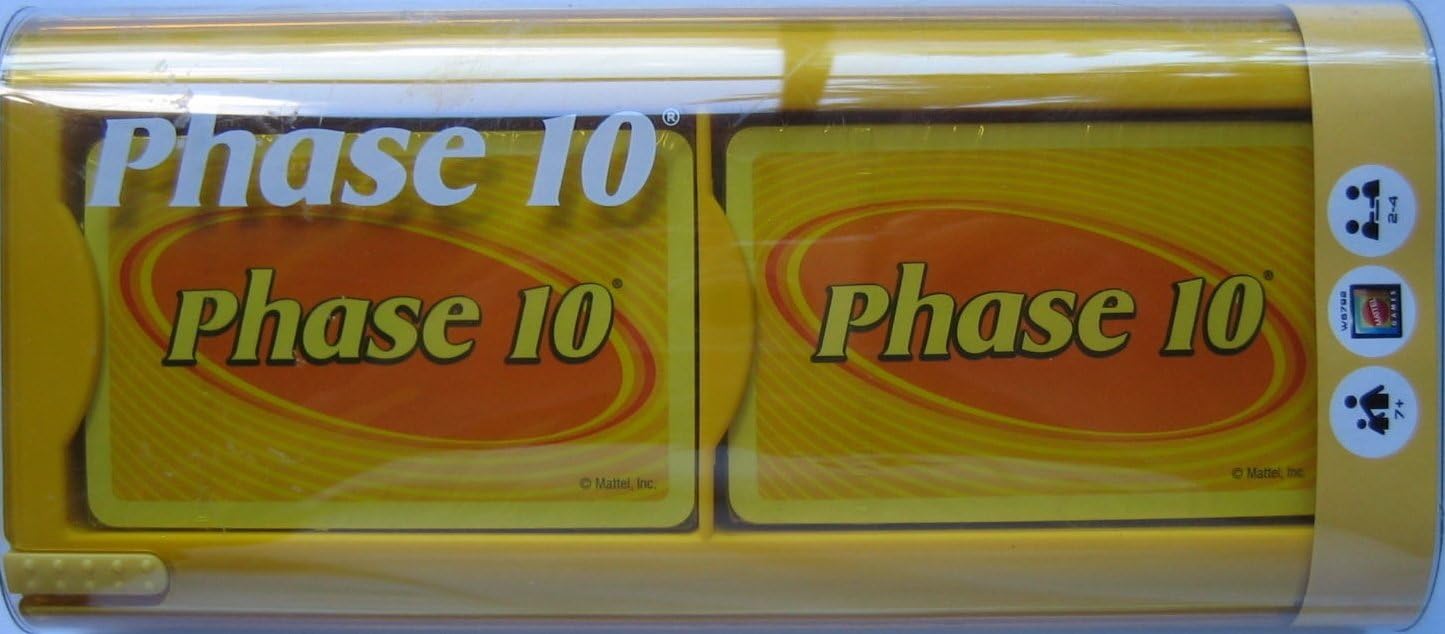 Phase 10®
Phase 10®
© Mattel, Inc.
Phase 10®
© Mattel, Inc.
2-4
W8792
MATTEL
GAMES
7+